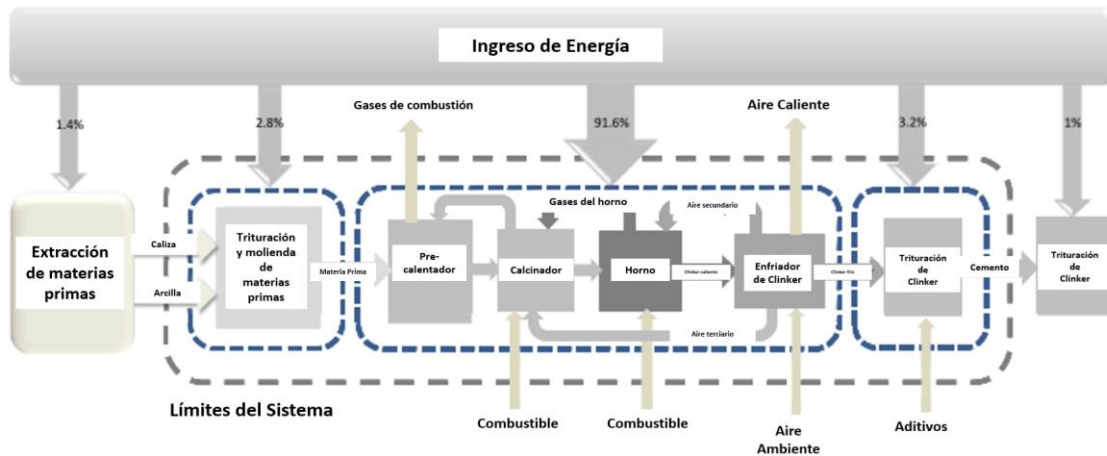 Ingreso de Energía
1.4%
2.8%
Gases de combustión
91.6%
Aire Caliente
3.2%
1%
Extracción
de materias
primas
Caliza
Arcilla
Trituración
y molienda
de
materias
primas
Materia Prima
Pre-
calentador
Gases del horno
Calcinador
Horno
Aire secundario
Clinker caliente
Enfriador
de Clinker
Aire terciario
Clinker frio
Trituración
de
Clinker
Cemento
Trituración
de
Clinker
Límites del Sistema
Combustible
Combustible
Aire
Ambiente
Aditivos